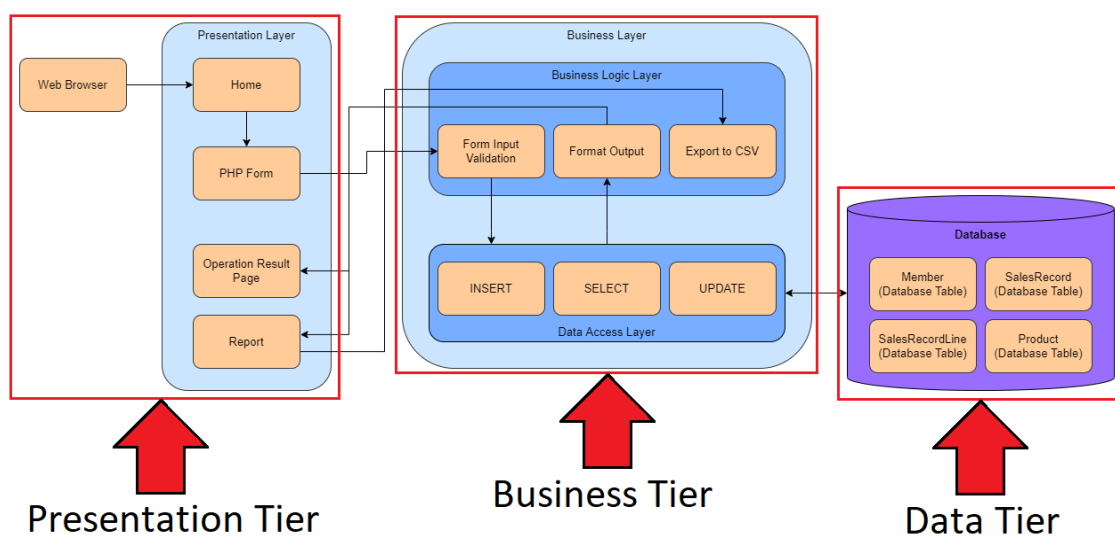 Presentation Layer
Web Browser
Home
PHP Form
Operation Result
Page
Report
Business Layer
Business Logic Layer
Form Input
Validation
Format Output
Export to CSV
INSERT
SELECT
UPDATE
Data Access Layer
Database
Member
(Database Table)
SalesRecord
(Database Table)
SalesRecordLine
(Database Table)
Product
(Database Table)
Presentation Tier
Business Tier
Data Tier